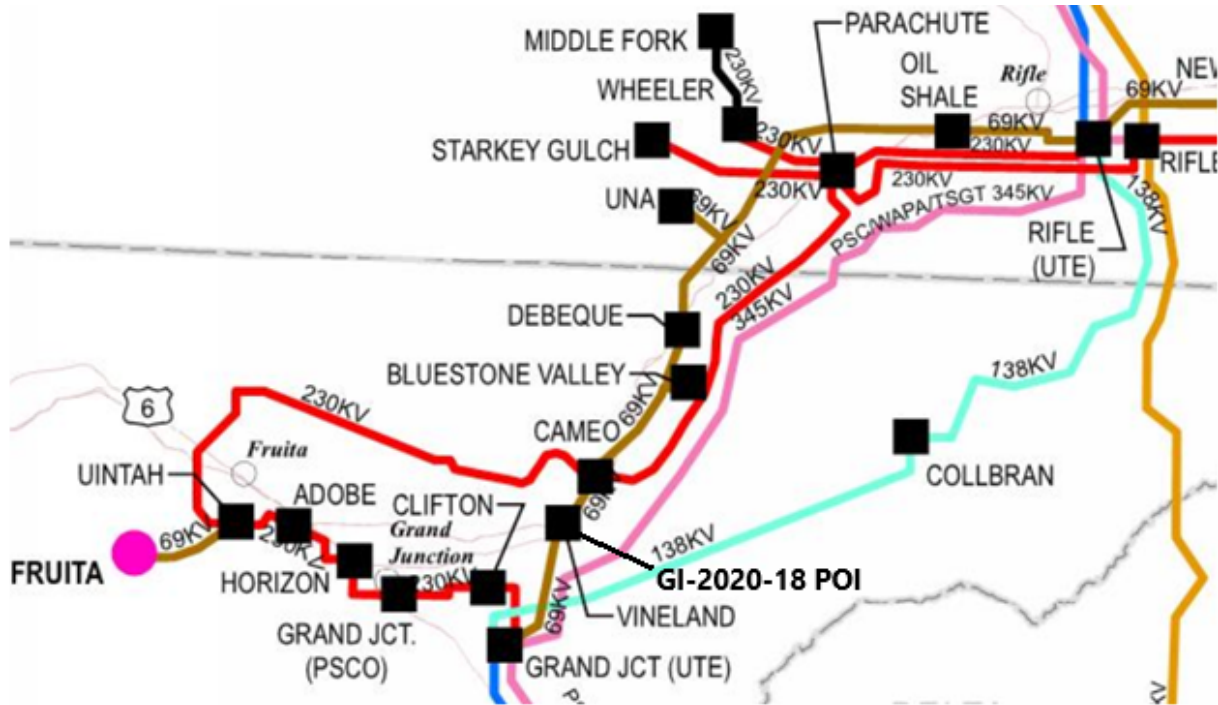 MIDDLE FORK
230KV
PARACHUTE
WHEELER
OIL
SHALE
Rifle
69KV
NEW
STARKEY GULCH
230KV
69KV
230KV
RIFLE
230KV
230KV
138KV
UNA
69KV
PSC/WAPA/TSGT 345KV
RIFLE
(UTE)
69KV
230KV
345KV
DEBEQUE
BLUESTONE VALLEY
138KV
6
230KV
69KV
CAMEO
Fruita
COLLBRAN
UINTAH
ADOBE
CLIFTON
69KV
69KV
230KV
Grand
Junction
138KV
FRUITA
HORIZON
230KV
GI-2020-18 POI
69KV
VINELAND
GRAND JCT.
(PSCO)
GRAND JCT (UTE)